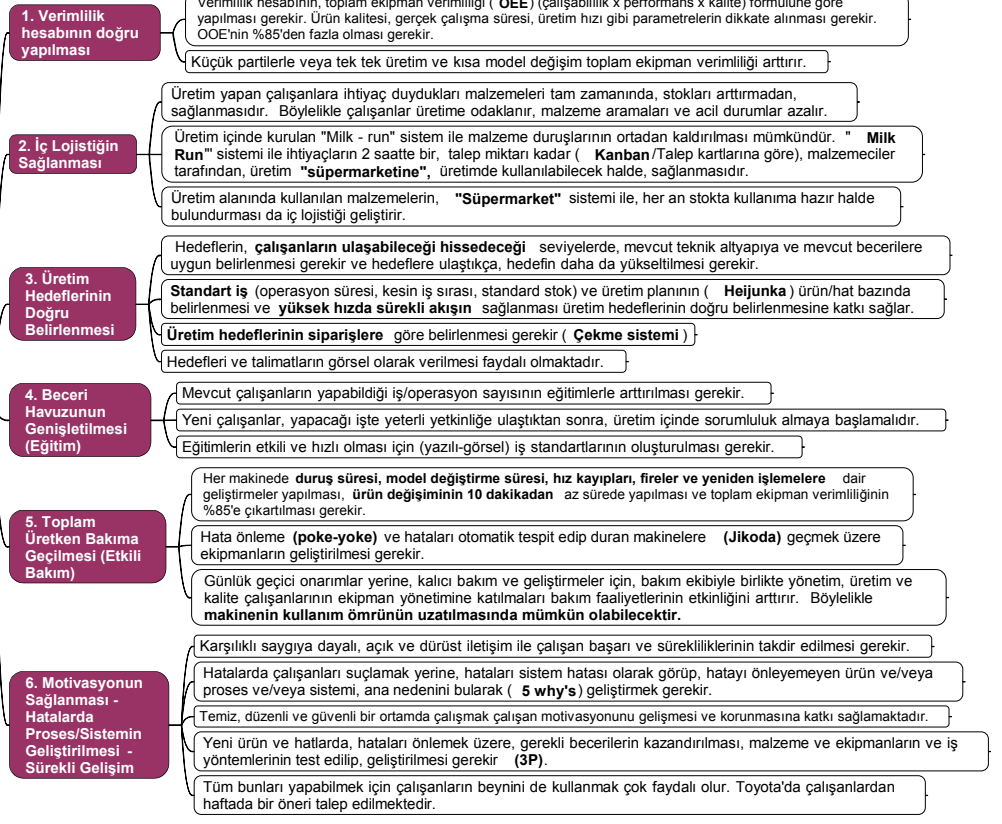 1. Verimlilik
hesabının doğru
yapılması
Verimlilik hesabının, toplam ekipman verimliliği ( OEE) (çalışabilirlik x performans x kalite) formülüne göre
yapılması gerekir. Ürün kalitesi, gerçek çalışma süresi, üretim hızı gibi parametrelerin dikkate alınması gerekir.
OOE'nin %85'den fazla olması gerekir.
Küçük partilerle veya tek tek üretim ve kısa model değişim toplam ekipman verimliliği arttırır.
2. İç Lojistiğin
Sağlanması
Üretim yapan çalışanlara ihtiyaç duydukları malzemeleri tam zamanında, stokları arttırmadan,
sağlanmasıdır. Böylelikle çalışanlar üretime odaklanır, malzeme aramaları ve acil durumlar azalır.
Üretim içinde kurulan "Milk - run" sistem ile malzeme duruşlarının ortadan kaldırılması mümkündür. " Milk
Run"' sistemi ile ihtiyaçların 2 saatte bir, talep miktarı kadar ( Kanban/Talep kartlarına göre), malzemeciler
tarafından, üretim "süpermarketine", üretimde kullanılabilecek halde, sağlanmasıdır.
Üretim alanında kullanılan malzemelerin, "Süpermarket" sistemi ile, her an stokta kullanıma hazır halde
bulundurması da iç lojistiği geliştirir.
3. Üretim
Hedeflerinin
Doğru
Belirlenmesi
Hedeflerin, çalışanların ulaşabileceği hissedeceği seviyelerde, mevcut teknik altyapıya ve mevcut becerilere
uygun belirlenmesi gerekir ve hedeflere ulaştıkça, hedefin daha da yükseltilmesi gerekir.
Standart iş (operasyon süresi, kesin iş sırası, standard stok) ve üretim planının ( Heijunka ) ürün/hat bazında
belirlenmesi ve yüksek hızda sürekli akışın sağlanması üretim hedeflerinin doğru belirlenmesine katkı sağlar.
Üretim hedeflerinin siparişlere göre belirlenmesi gerekir ( Çekme sistemi )
Hedefleri ve talimatların görsel olarak verilmesi faydalı olmaktadır.
4. Beceri
Havuzunun
Genişletilmesi
(Eğitim)
Mevcut çalışanların yapabildiği iş/operasyon sayısının eğitimlerle arttırılması gerekir.
Yeni çalışanlar, yapacağı işte yeterli yetkinliğe ulaştıktan sonra, üretim içinde sorumluluk almaya başlamalıdır.
Eğitimlerin etkili ve hızlı olması için (yazılı-görsel) iş standartlarının oluşturulması gerekir.
5. Toplam
Üretken Bakıma
Geçilmesi (Etkili
Bakım)
Her makinede duruş süresi, model değiştirme süresi, hız kayıpları, fireler ve yeniden işlemelere dair
geliştirmeler yapılması, ürün değişiminin 10 dakikadan az sürede yapılması ve toplam ekipman verimliliğinin
%85'e çıkartılması gerekir.
Hata önleme (poke-yoke) ve hataları otomatik tespit edip duran makinelere (Jikoda) geçmek üzere
ekipmanların geliştirilmesi gerekir.
Günlük geçici onarımlar yerine, kalıcı bakım ve geliştirmeler için, bakım ekibiyle birlikte yönetim, üretim ve
kalite çalışanlarının ekipman yönetimine katılmaları bakım faaliyetlerinin etkinliğini arttırır. Böylelikle
makinenin kullanım ömrünün uzatılmasında mümkün olabilecektir.
6. Motivasyonun
Sağlanması -
Hatalarda
Proses/Sistemin
Geliştirilmesi -
Sürekli Gelişim
Karşılıklı saygıya dayalı, açık ve dürüst iletişim ile çalışan başarı ve sürekliliklerinin takdir edilmesi gerekir.
Hatalarda çalışanları suçlamak yerine, hataları sistem hatası olarak görüp, hatayı önleyemeyen ürün ve/veya
proses ve/veya sistemi, ana nedenini bularak ( 5 why's) geliştirmek gerekir.
Temiz, düzenli ve güvenli bir ortamda çalışmak çalışan motivasyonunu gelişmesi ve korunmasına katkı sağlamaktadır.
Yeni ürün ve hatlarda, hataları önlemek üzere, gerekli becerilerin kazandırılması, malzeme ve ekipmanların ve iş
yöntemlerinin test edilip, geliştirilmesi gerekir (3P).
Tüm bunları yapabilmek için çalışanların beynini de kullanmak çok faydalı olur. Toyota'da çalışanlardan
haftada bir öneri talep edilmektedir.